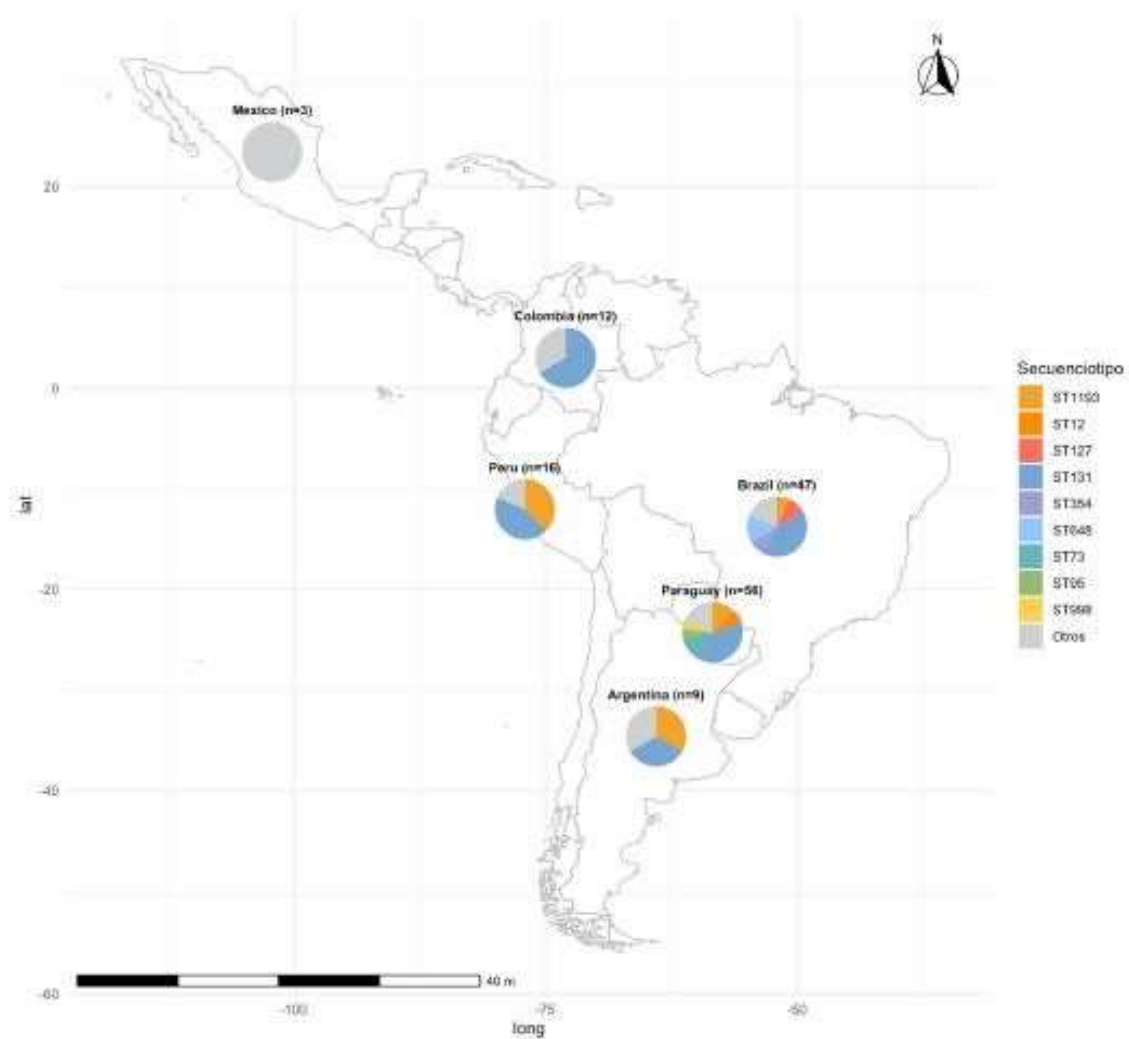 N
Mexico (n=3)
20
Colombia (n=12)
0
Peru (n=16)
Brazil (n=47)
-20
Paraguay (n=56)
Argentina (n=9)
-40
-60
40 m
-100
-75
-50
long
lat
Secuenciotipo
ST1193
ST12
ST127
ST131
ST354
ST648
ST73
ST95
ST998
Otros